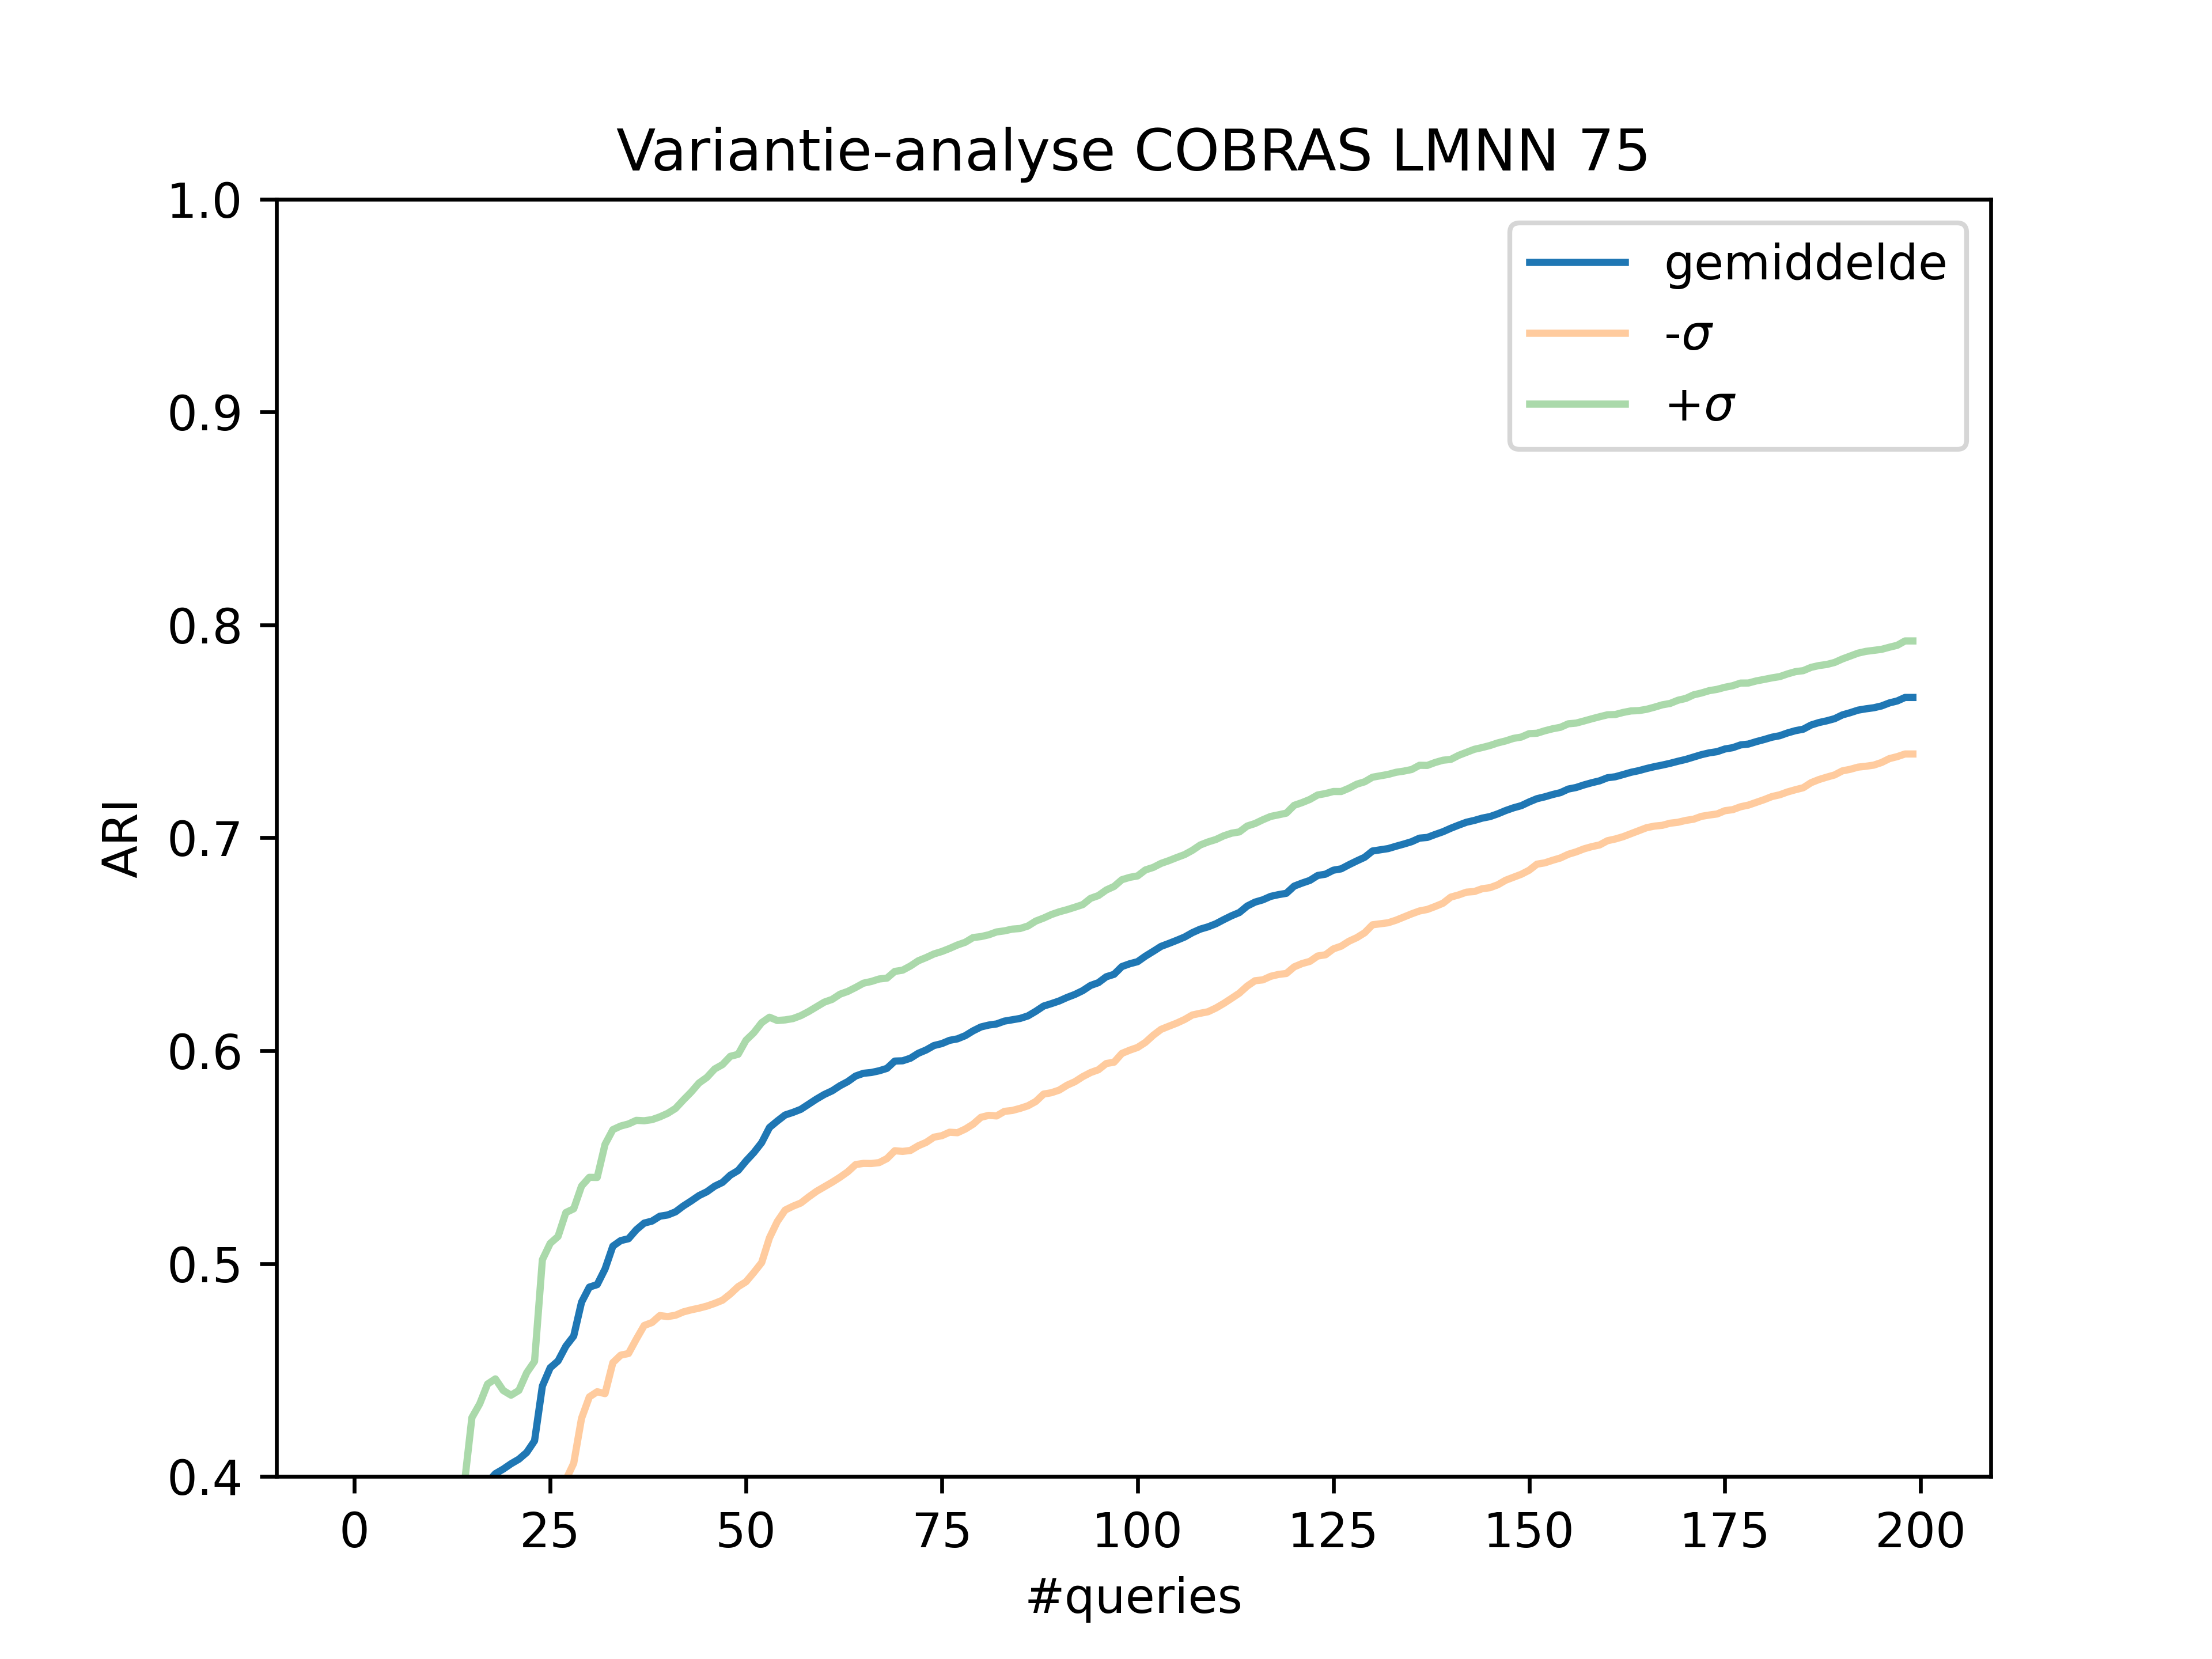 Variantie-analyse COBRAS LMNN 75
1.0
0.9
0.8
0.7
0.6
0.5
0.4
ARI
gemiddelde
-σ
+σ
0 25 50 75 100 125 150 175 200
#queries